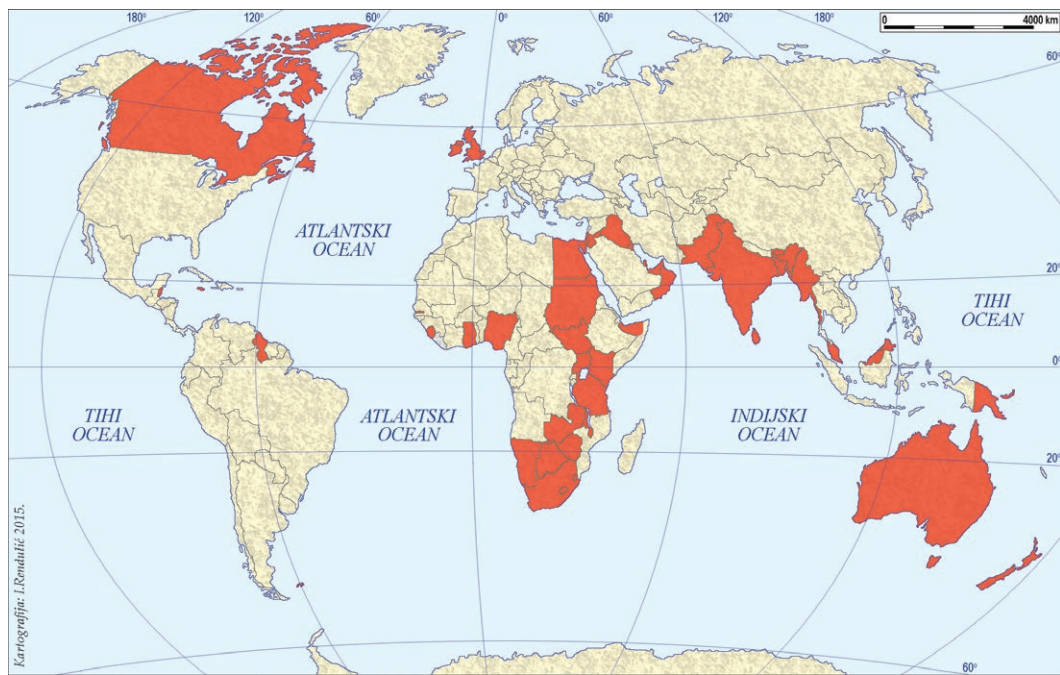 180°
120°
60°
0°
60°
120°
180°
0
4000 km
60°
ATLANTSKI
OCEAN
20°
TIHI
OCEAN
0°
TIHI
OCEAN
ATLANTSKI
OCEAN
INDIJSKI
OCEAN
20°
60°
Kartografija: I.Rendulić 2015.